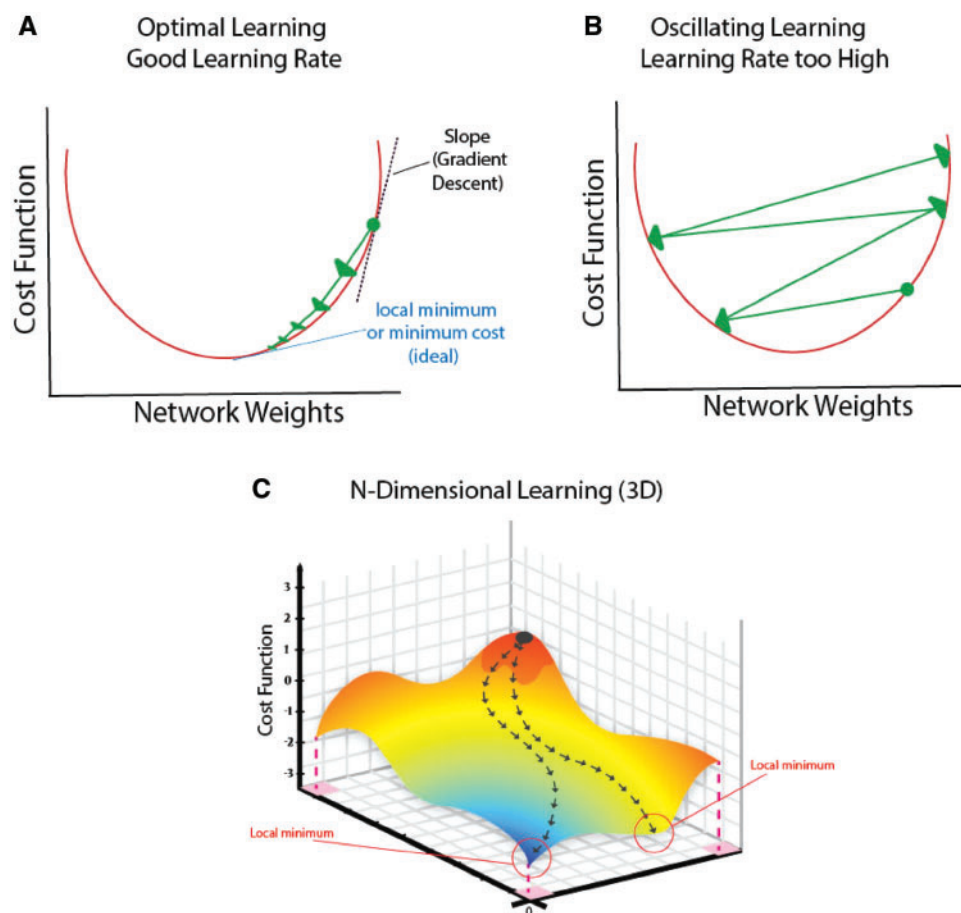 A
Optimal Learning
Good Learning Rate
Cost Function
Slope
(Gradient
Descent)
local minimum
or minimum cost
(ideal)
Network Weights
B
Oscillating Learning
Learning Rate too High
Cost Function
Network Weights
C
N-Dimensional Learning (3D)
Cost Function
3
2
1
0
-1
-2
-3
Local minimum
Local minimum
0